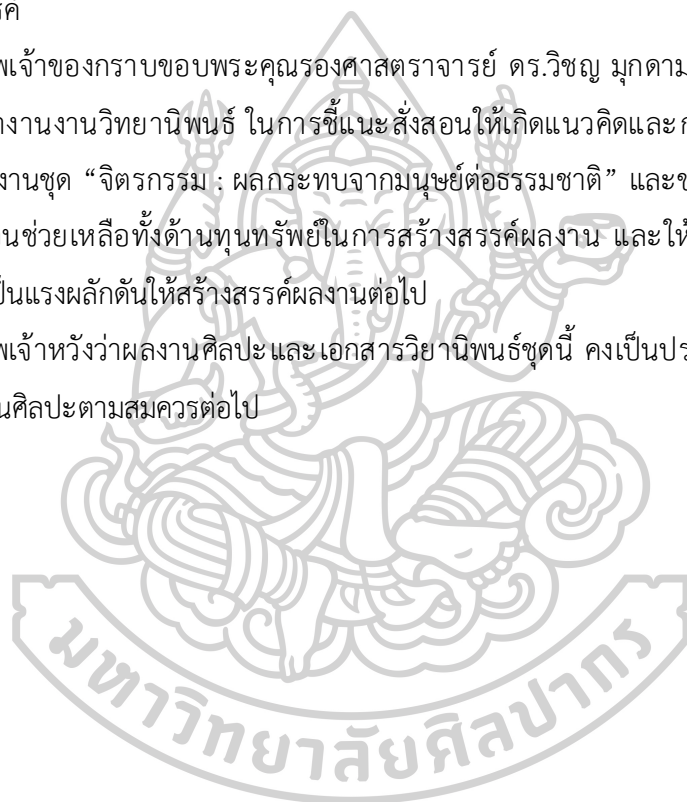 รค
พเจ้าของกราบขอบพระคุณรองศาสตราจารย์ ดร.วิชญ มุกดาม
างานงานวิทยานิพนธ์ ในการชี้แนะสั่งสอนให้เกิดแนวคิดและก
งานชุด “จิตรกรรม : ผลกระทบจากมนุษย์ต่อธรรมชาติ” และข
นช่วยเหลือทั้งด้านทุนทรัพย์ในการสร้างสรรค์ผลงาน และให้
ป็นแรงผลักดันให้สร้างสรรค์ผลงานต่อไป
พเจ้าหวังว่าผลงานศิลปะและเอกสารวิยานิพนธ์ชุดนี้ คงเป็นปร
นศิลปะตามสมควรต่อไป
มหาวิทยาลัยศิลปากร